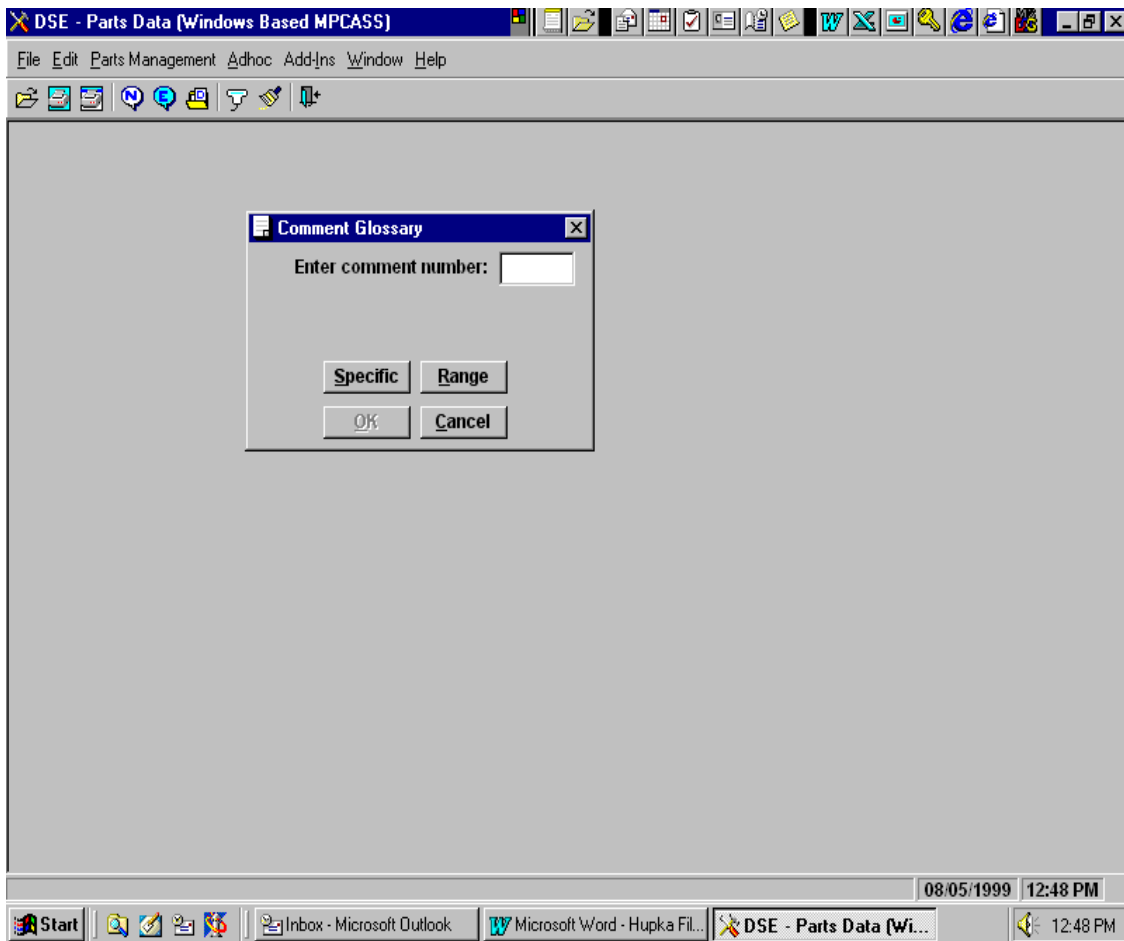 DSE - Parts Data (Windows Based MPCASS)
File Edit Parts Management Adhoc Add-Ins Window Help
Comment Glossary
Enter comment number:
Specific Range
OK Cancel
08/05/1999 12:48 PM
Start Inbox - Microsoft Outlook Microsoft Word - Hupka Fil... DSE - Parts Data (Wi... 12:48 PM